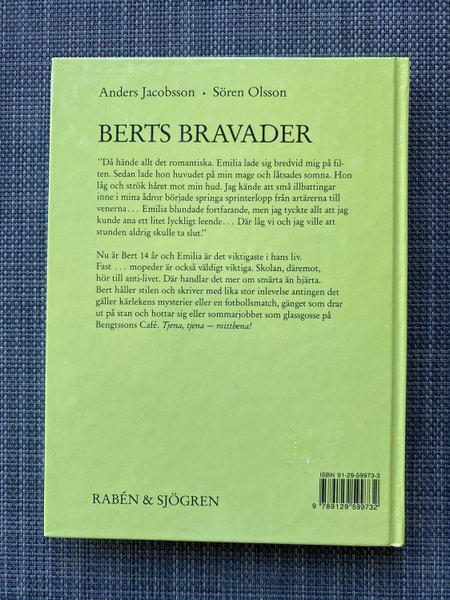 Anders Jacobsson • Sören Olsson
BERTS BRAVADER
”Då hände allt det romantiska. Emilia lade sig bredvid mig på fil-
ten. Sedan lade hon huvudet på min mage och låtsades somna. Hon
låg och strök håret mot min hud. Jag kände att små illbattingar
inne i mina ådror började springa sprinterlopp från artärerna till
venerna... Emilia blundade fortfarande, men jag tyckte allt att jag
kunde ana ett litet lyckligt leende... Där låg vi och jag ville att
stunden aldrig skulle ta slut.”
Nu är Bert 14 år och Emilia är det viktigaste i hans liv.
Fast ... mopeder är också väldigt viktiga. Skolan, däremot,
hör till anti-livet. Där handlar det mer om smärta än hjärta.
Bert håller stilen och skriver med lika stor inlevelse antingen det
gäller kärlekens mysterier eller en fotbollsmatch, gänget som drar
ut på stan och hottar sig eller sommarjobbet som glassgosse på
Bengtssons Café. Tjena, tjena — mittbena!
ISBN 91-29-59973-3
9 789129 599732
RABÉN & SJÖGREN